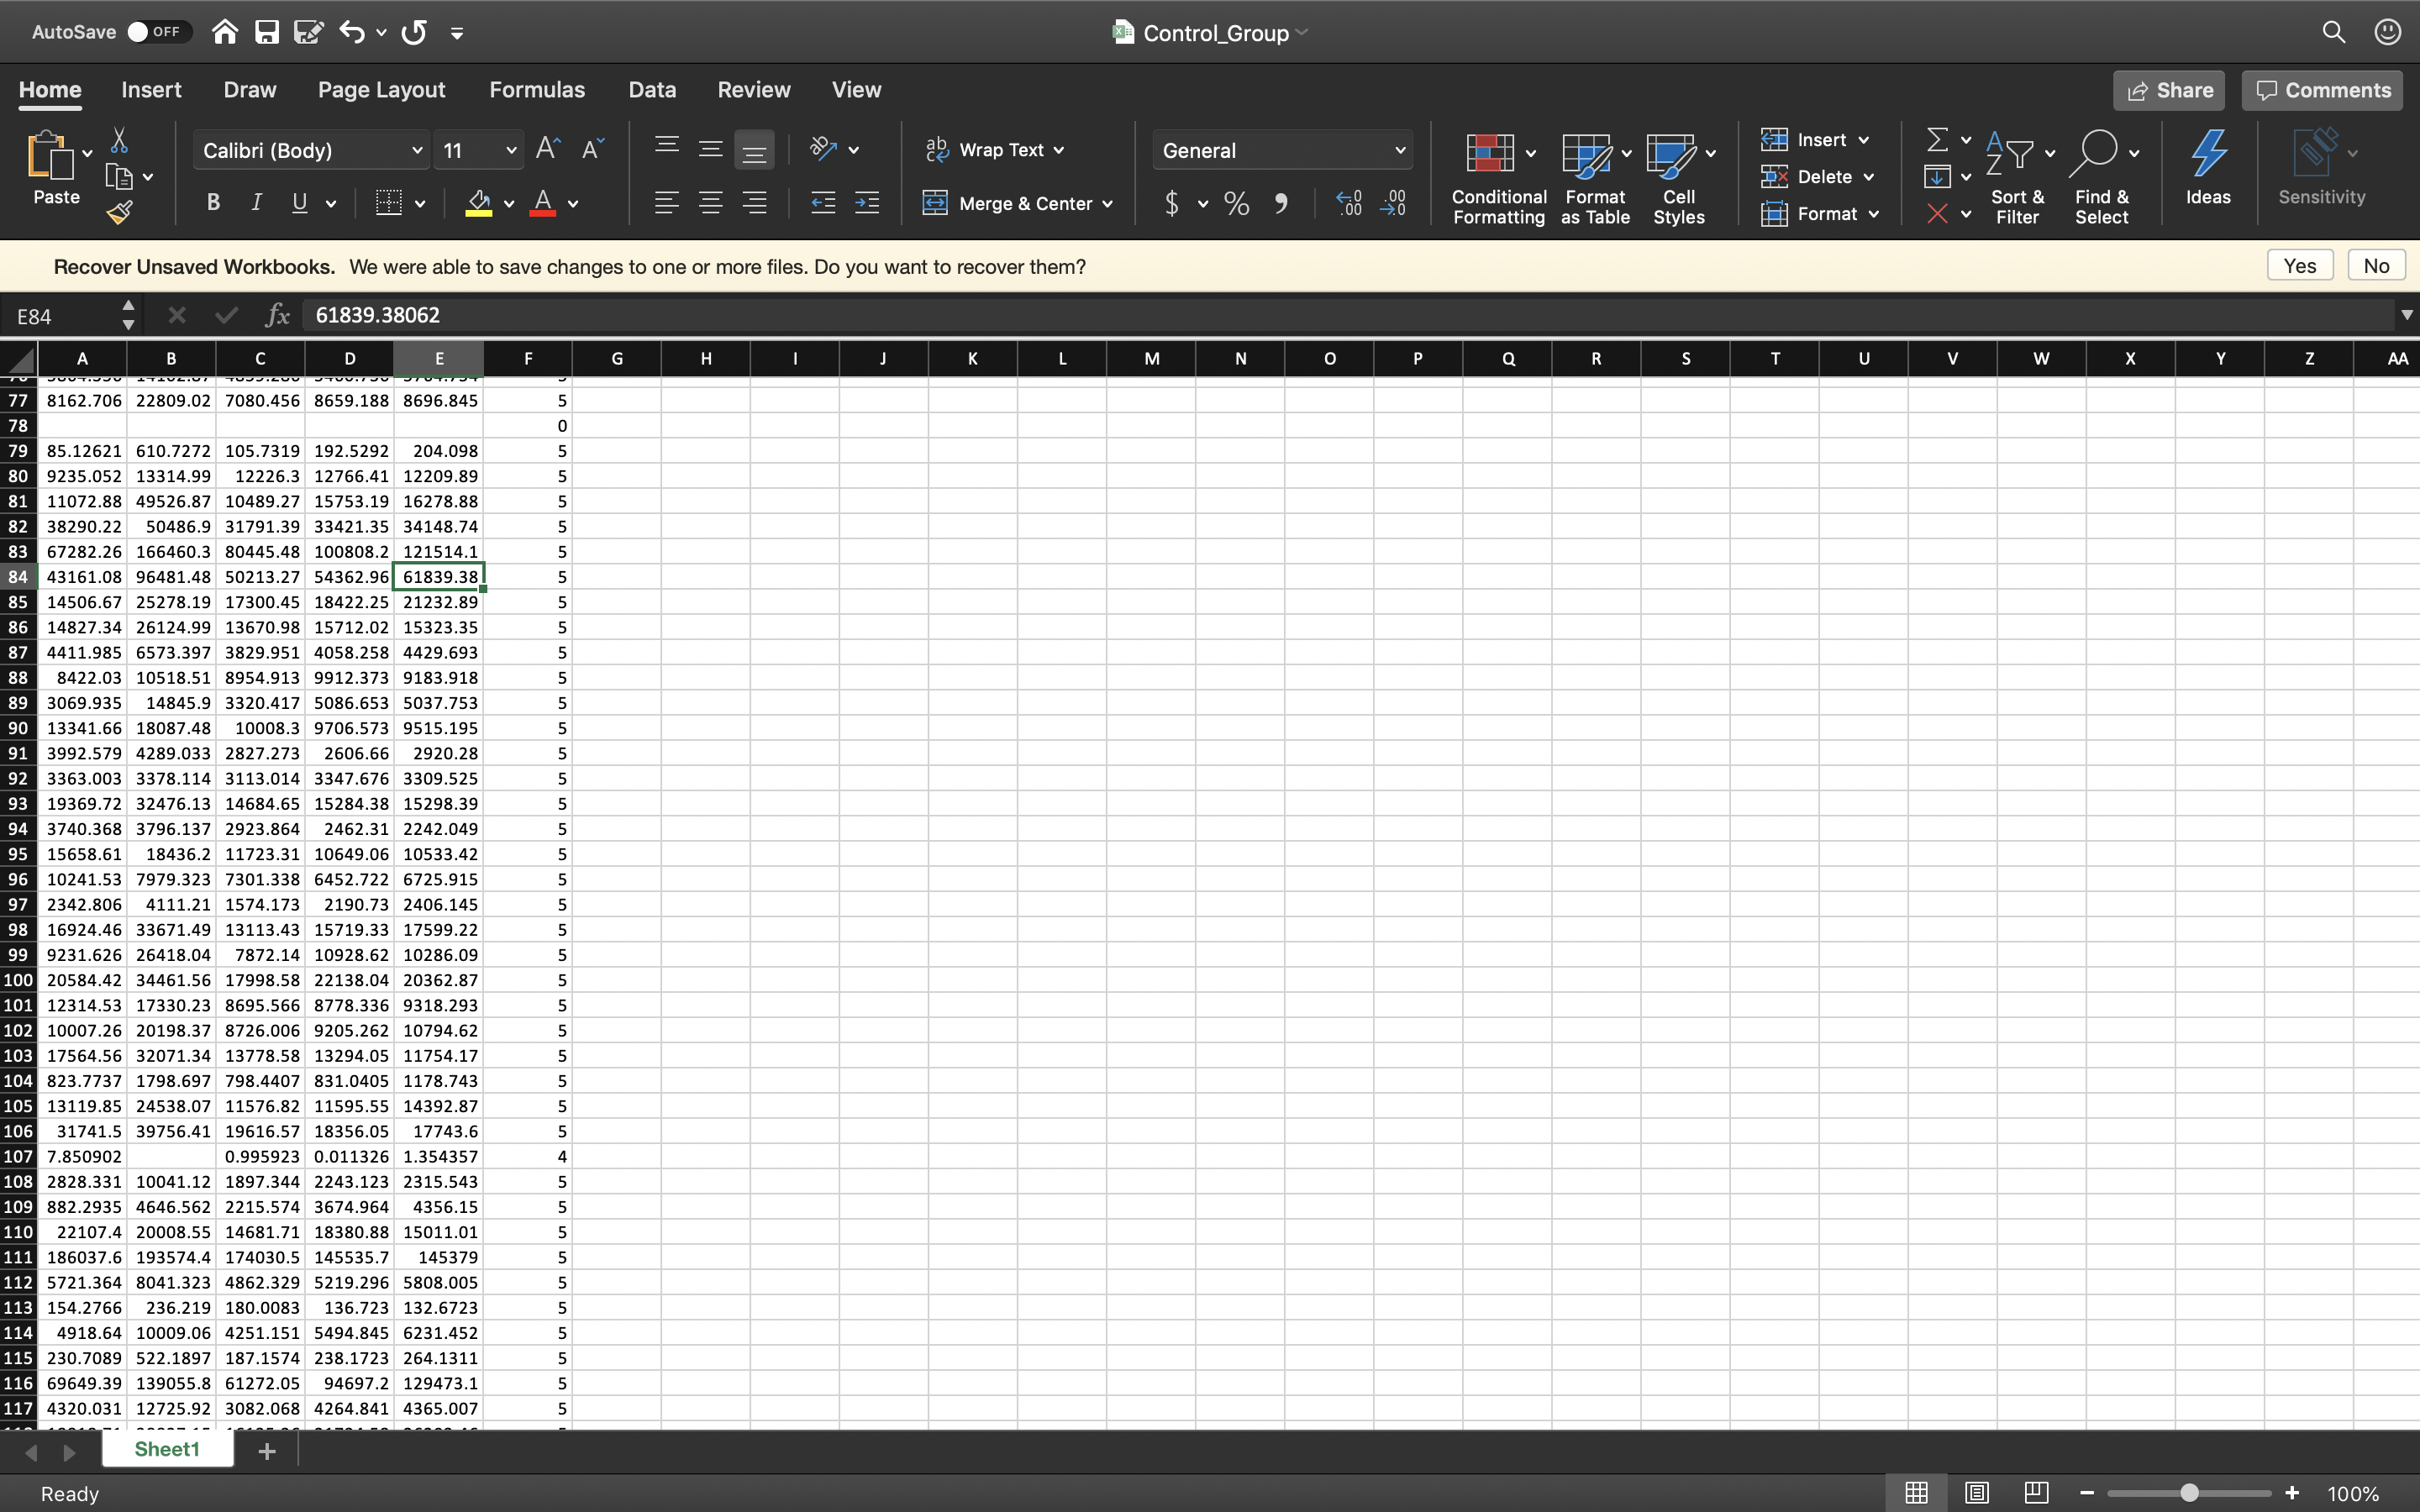 AutoSave OFF Control_Group
Home Insert Draw Page Layout Formulas Data Review View Share Comments
Paste Calibri (Body) 11 Wrap Text General Conditional Formatting Format as Table Cell Styles Insert Delete Format Sort & Filter Find & Select Ideas Sensitivity
B I U Merge & Center $ %
Recover Unsaved Workbooks. We were able to save changes to one or more files. Do you want to recover them? Yes No
E84 fx 61839.38062
A B C D E F G H I J K L M N O P Q R S T U V W X Y Z AA
77 8162.706 22809.02 7080.456 8659.188 8696.845 5
78 0
79 85.12621 610.7272 105.7319 192.5292 204.098 5
80 9235.052 13314.99 12226.3 12766.41 12209.89 5
81 11072.88 49526.87 10489.27 15753.19 16278.88 5
82 38290.22 50486.9 31791.39 33421.35 34148.74 5
83 67282.26 166460.3 80445.48 100808.2 121514.1 5
84 43161.08 96481.48 50213.27 54362.96 61839.38 5
85 14506.67 25278.19 17300.45 18422.25 21232.89 5
86 14827.34 26124.99 13670.98 15712.02 15323.35 5
87 4411.985 6573.397 3829.951 4058.258 4429.693 5
88 8422.03 10518.51 8954.913 9912.373 9183.918 5
89 3069.935 14845.9 3320.417 5086.653 5037.753 5
90 13341.66 18087.48 10008.3 9706.573 9515.195 5
91 3992.579 4289.033 2827.273 2606.66 2920.28 5
92 3363.003 3378.114 3113.014 3347.676 3309.525 5
93 19369.72 32476.13 14684.65 15284.38 15298.39 5
94 3740.368 3796.137 2923.864 2462.31 2242.049 5
95 15658.61 18436.2 11723.31 10649.06 10533.42 5
96 10241.53 7979.323 7301.338 6452.722 6725.915 5
97 2342.806 4111.21 1574.173 2190.73 2406.145 5
98 16924.46 33671.49 13113.43 15719.33 17599.22 5
99 9231.626 26418.04 7872.14 10928.62 10286.09 5
100 20584.42 34461.56 17998.58 22138.04 20362.87 5
101 12314.53 17330.23 8695.566 8778.336 9318.293 5
102 10007.26 20198.37 8726.006 9205.262 10794.62 5
103 17564.56 32071.34 13778.58 13294.05 11754.17 5
104 823.7737 1798.697 798.4407 831.0405 1178.743 5
105 13119.85 24538.07 11576.82 11595.55 14392.87 5
106 31741.5 39756.41 19616.57 18356.05 17743.6 5
107 7.850902 0.995923 0.011326 1.354357 4
108 2828.331 10041.12 1897.344 2243.123 2315.543 5
109 882.2935 4646.562 2215.574 3674.964 4356.15 5
110 22107.4 20008.55 14681.71 18380.88 15011.01 5
111 186037.6 193574.4 174030.5 145535.7 145379 5
112 5721.364 8041.323 4862.329 5219.296 5808.005 5
113 154.2766 236.219 180.0083 136.723 132.6723 5
114 4918.64 10009.06 4251.151 5494.845 6231.452 5
115 230.7089 522.1897 187.1574 238.1723 264.1311 5
116 69649.39 139055.8 61272.05 94697.2 129473.1 5
117 4320.031 12725.92 3082.068 4264.841 4365.007 5
Sheet1
Ready 100%